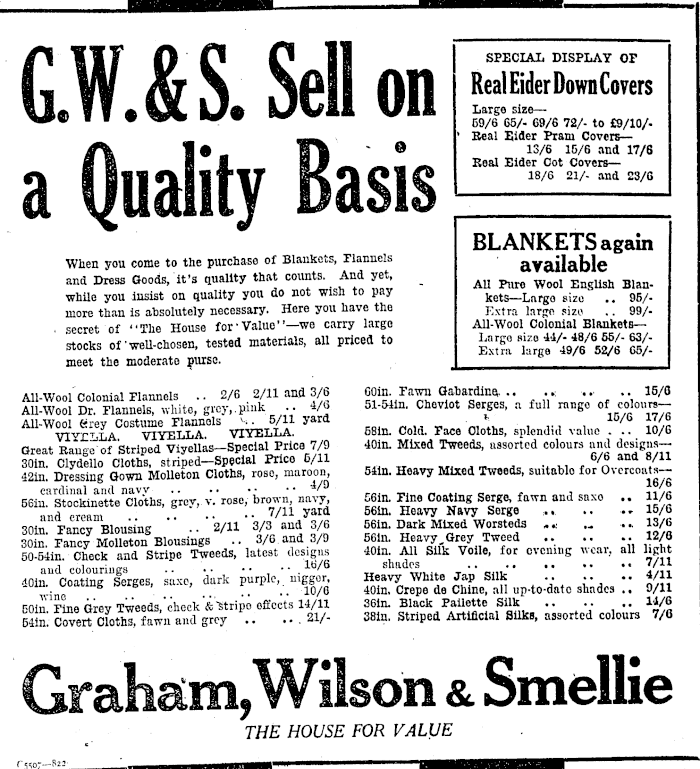 G.W. & S. Sell on
a Quality Basis
When you come to the purchase of Blankets, Flannels
and Dress Goods, it's quality that counts. And yet,
while you insist on quality you do not wish to pay
more than is absolutely necessary. Here you have the
secret of "The House for Value"—we carry large
stocks of well-chosen, tested materials, all priced to
meet the moderate purse.
SPECIAL DISPLAY OF
Real Eider Down Covers
Large size—
59/6 65/- 69/6 72/- to £9/10/-
Real Eider Pram Covers—
13/6 15/6 and 17/6
Real Eider Cot Covers—
18/6 21/- and 23/6
BLANKETS again
available
All Pure Wool English Blan-
kets—Large size .. 95/-
Extra large size .. 99/-
All-Wool Colonial Blankets—
Large size 44/- 48/6 55/- 63/-
Extra large 49/6 52/6 65/-
All-Wool Colonial Flannels .. 2/6 2/11 and 3/6
All-Wool Dr. Flannels, white, grey, pink .. 4/6
All-Wool Grey Costume Flannels .. 5/11 yard
VIYELLA. VIYELLA. VIYELLA.
Great Range of Striped Viyellas—Special Price 7/9
30in. Clydello Cloths, striped—Special Price 5/11
42in. Dressing Gown Molleton Cloths, rose, maroon,
cardinal and navy .. .. .. .. 4/9
56in. Stockinette Cloths, grey, v. rose, brown, navy,
and cream .. .. .. .. 7/11 yard
30in. Fancy Blousing .. 2/11 3/3 and 3/6
30in. Fancy Molleton Blousings .. 3/6 and 3/9
50-54in. Check and Stripe Tweeds, latest designs
and colourings .. .. .. .. 16/6
40in. Coating Serges, saxe, dark purple, nigger,
wine .. .. .. .. .. 10/6
50in. Fine Grey Tweeds, check & stripe effects 14/11
54in. Covert Cloths, fawn and grey .. .. .. 21/-
60in. Fawn Gabardine .. .. .. .. 15/6
51-54in. Cheviot Serges, a full range of colours—
15/6 17/6
58in. Cold. Face Cloths, splendid value . .. 10/6
40in. Mixed Tweeds, assorted colours and designs—
6/6 and 8/11
54in. Heavy Mixed Tweeds, suitable for Overcoats—
16/6
56in. Fine Coating Serge, fawn and saxe .. 11/6
56in. Heavy Navy Serge .. .. .. 15/6
56in. Dark Mixed Worsteds .. .. .. 13/6
56in. Heavy Grey Tweed .. .. .. 12/6
40in. All Silk Voile, for evening wear, all light
shades .. .. .. .. 7/11
Heavy White Jap Silk .. .. .. 4/11
40in. Crepe de Chine, all up-to-date shades .. 9/11
36in. Black Pailette Silk .. .. .. 14/6
38in. Striped Artificial Silks, assorted colours 7/6
Graham, Wilson & Smellie
THE HOUSE FOR VALUE
C5507—822